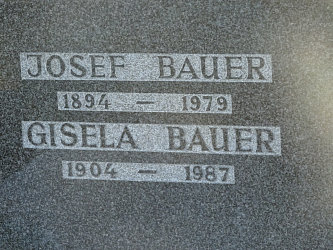 JOSEF BAUER
1894 – 1979
GISELA BAUER
1904 – 1987